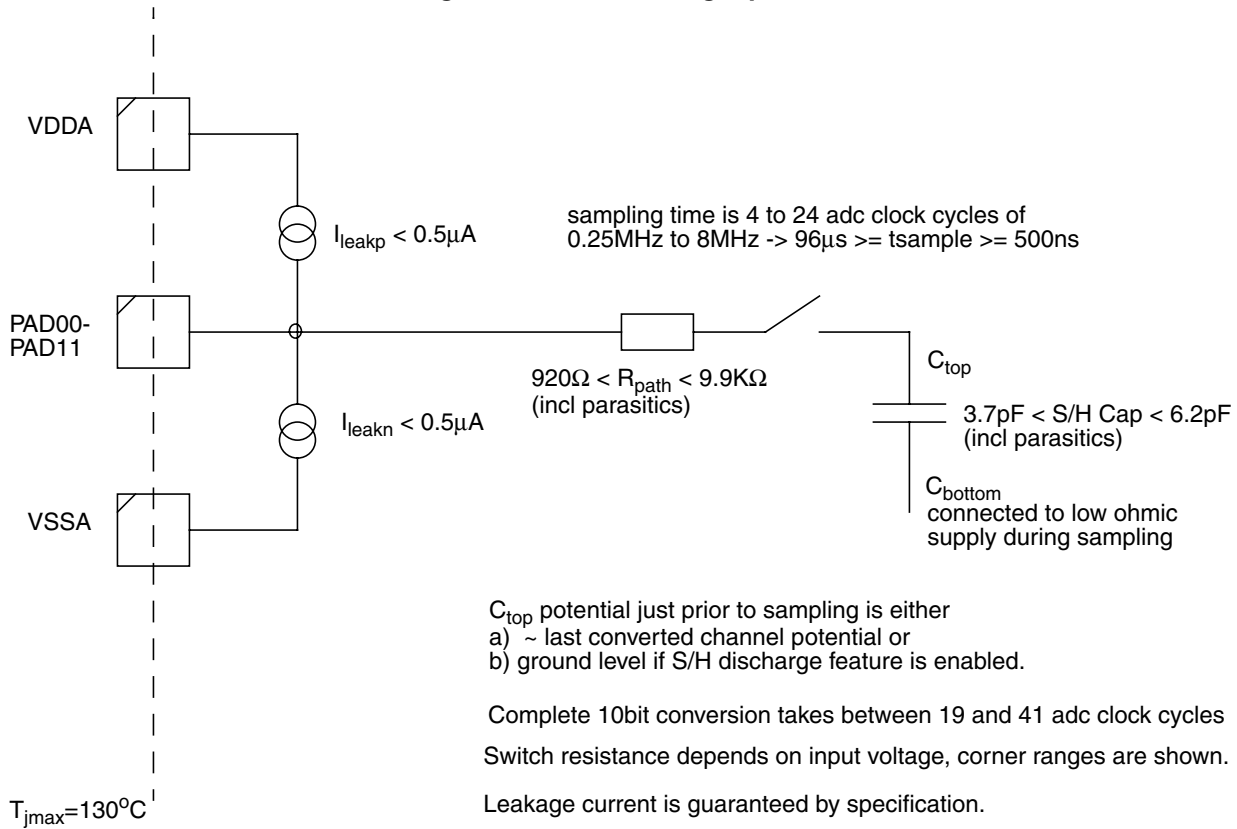 VDDA
sampling time is 4 to 24 adc clock cycles of
0.25MHz to 8MHz -> 96μs >= tsample >= 500ns
Ileakp < 0.5μA
PAD00-
PAD11
920Ω < Rpath < 9.9KΩ
(incl parasitics)
Ctop
3.7pF < S/H Cap < 6.2pF
(incl parasitics)
Ileakn < 0.5μA
Cbottom
connected to low ohmic
supply during sampling
VSSA
Ctop potential just prior to sampling is either
a) ~ last converted channel potential or
b) ground level if S/H discharge feature is enabled.
Complete 10bit conversion takes between 19 and 41 adc clock cycles
Switch resistance depends on input voltage, corner ranges are shown.
Leakage current is guaranteed by specification.
Tjmax=130oC